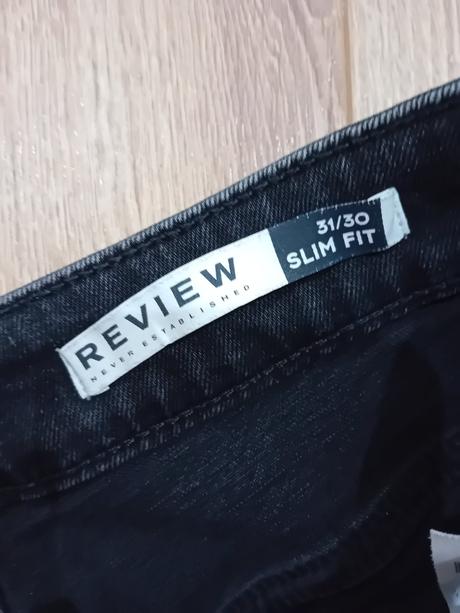 REVIEW
NEVER ESTABLISHED
31/30
SLIM FIT